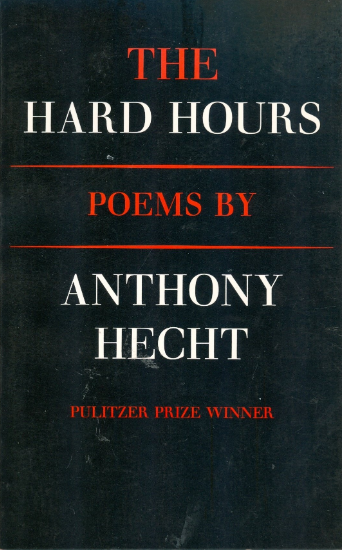 THE
HARD HOURS
POEMS BY
ANTHONY
HECHT
PULITZER PRIZE WINNER